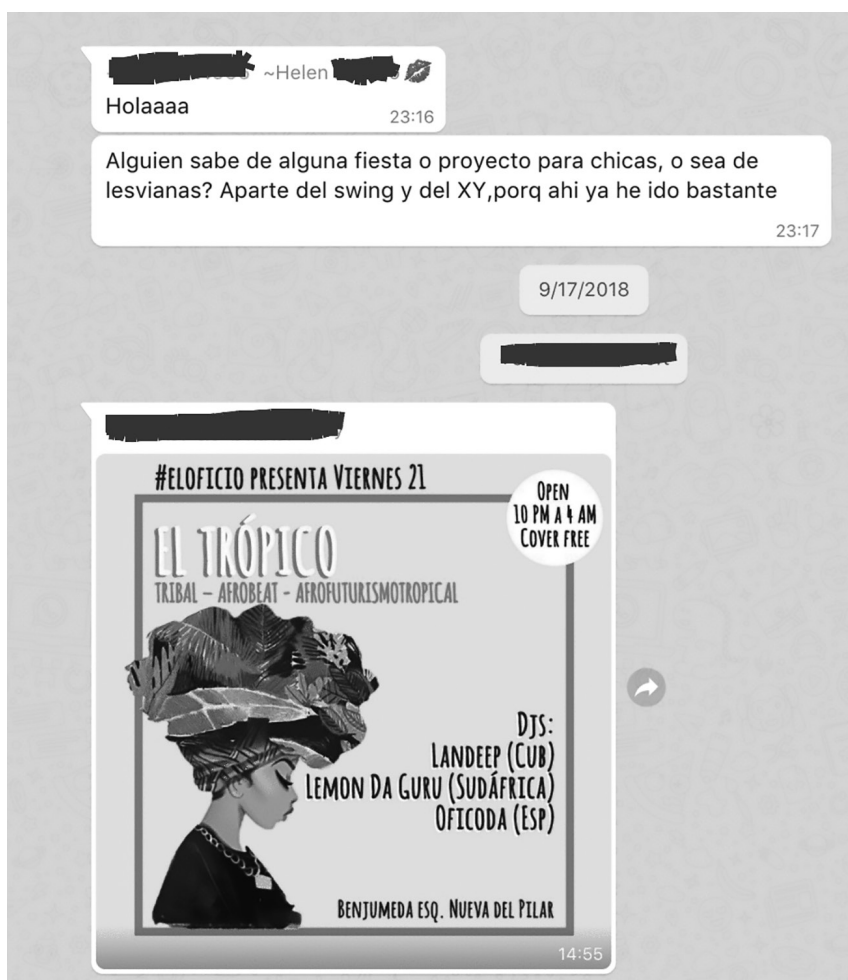 ~Helen
Holaaaa
23:16
Alguien sabe de alguna fiesta o proyecto para chicas, o sea de
lesvianas? Aparte del swing y del XY,porq ahi ya he ido bastante
23:17
9/17/2018
#ELOFICIO PRESENTA VIERNES 21
OPEN
10 PM A 4 AM
COVER FREE
EL TRÓPICO
TRIBAL – AFROBEAT - AFROFUTURISMOTROPICAL
DJS:
LANDEEP (CUB)
LEMON DA GURU (SUDÁFRICA)
OFICODA (ESP)
BENJUMEDA ESQ. NUEVA DEL PILAR
14:55